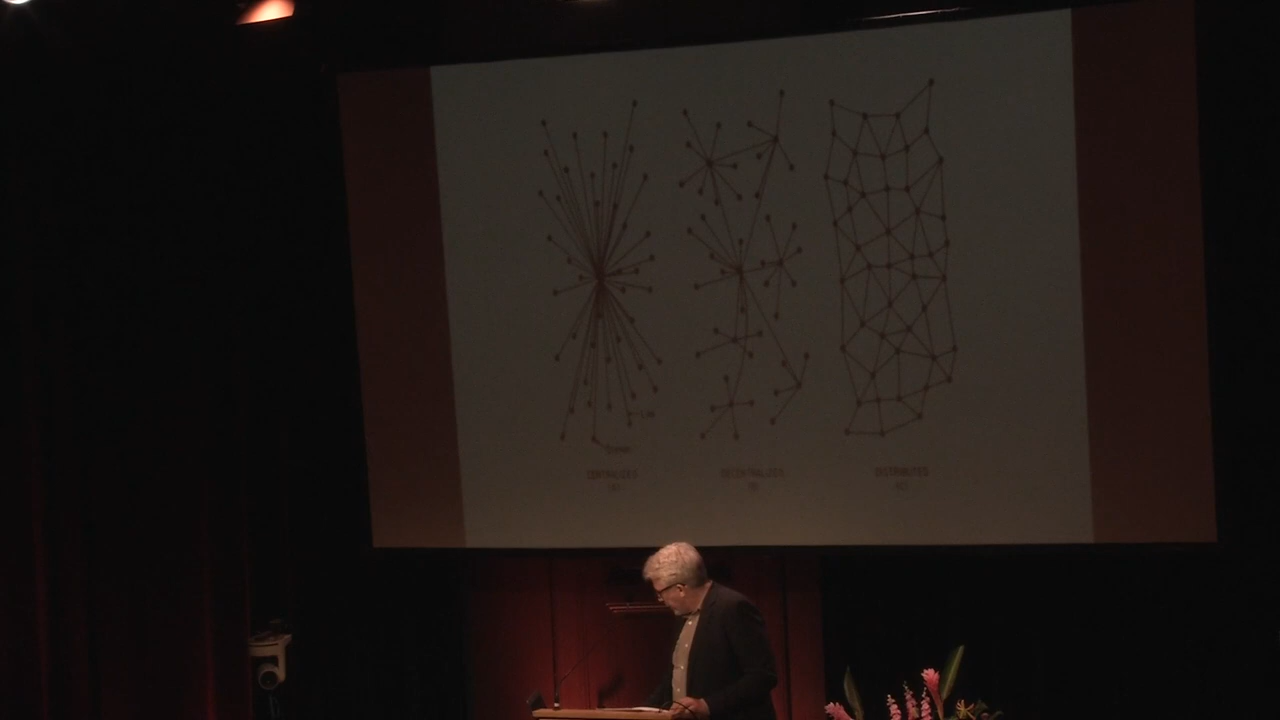 CENTRALIZED
(A)
DECENTRALIZED
(B)
DISTRIBUTED
(C)